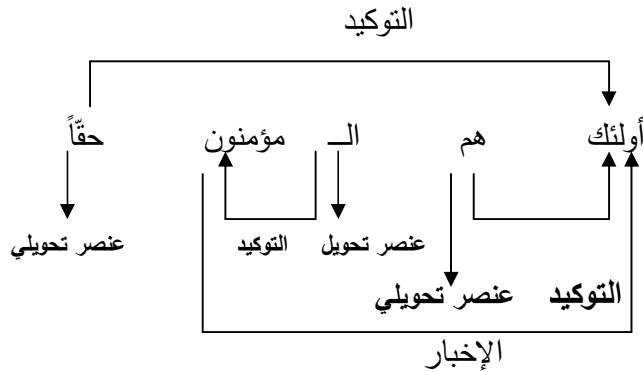 التوكيد
أولئك هم الـ مؤمنون حقّاً
عنصر تحويل التوكيد عنصر تحويلي
التوكيد عنصر تحويلي
الإخبار